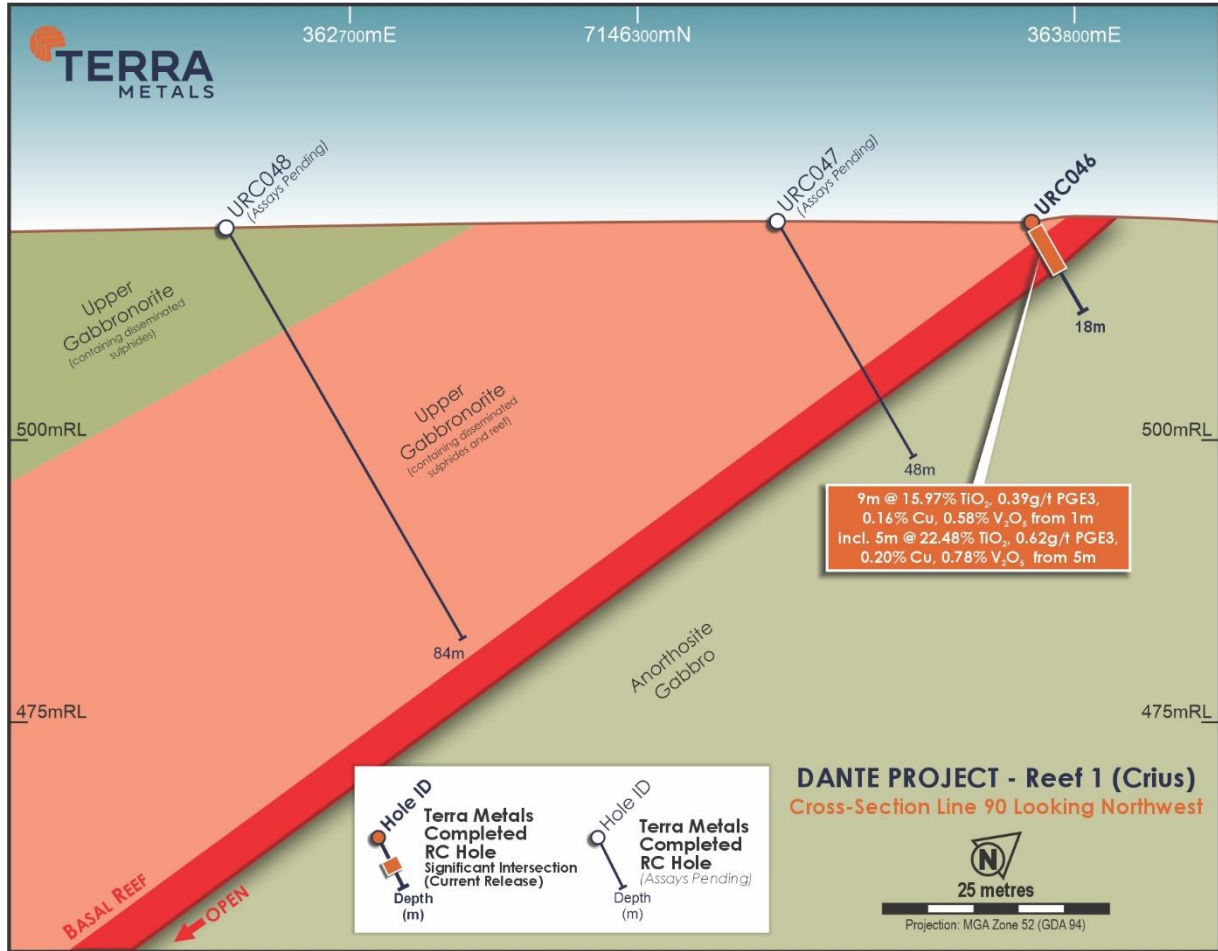 362700mE
7146300mN
363800mE
TERRA
METALS
URC048
(Assays Pending)
URC047
(Assays Pending)
URC046
Upper
Gabbronorite
(containing disseminated
sulphides)
Upper
Gabbronorite
(containing disseminated
sulphides and reef)
18m
500mRL
500mRL
48m
9m @ 15.97% TiO₂, 0.39g/t PGE3,
0.16% Cu, 0.58% V₂O₅ from 1m
incl. 5m @ 22.48% TiO₂, 0.62g/t PGE3,
0.20% Cu, 0.78% V₂O₅ from 5m
84m
Anorthosite
Gabbro
475mRL
475mRL
BASAL REEF
OPEN
Hole ID
Terra Metals
Completed
RC Hole
Significant Intersection
(Current Release)
Depth
(m)
Hole ID
Terra Metals
Completed
RC Hole
(Assays Pending)
Depth
(m)
DANTE PROJECT - Reef 1 (Crius)
Cross-Section Line 90 Looking Northwest
N
25 metres
Projection: MGA Zone 52 (GDA 94)